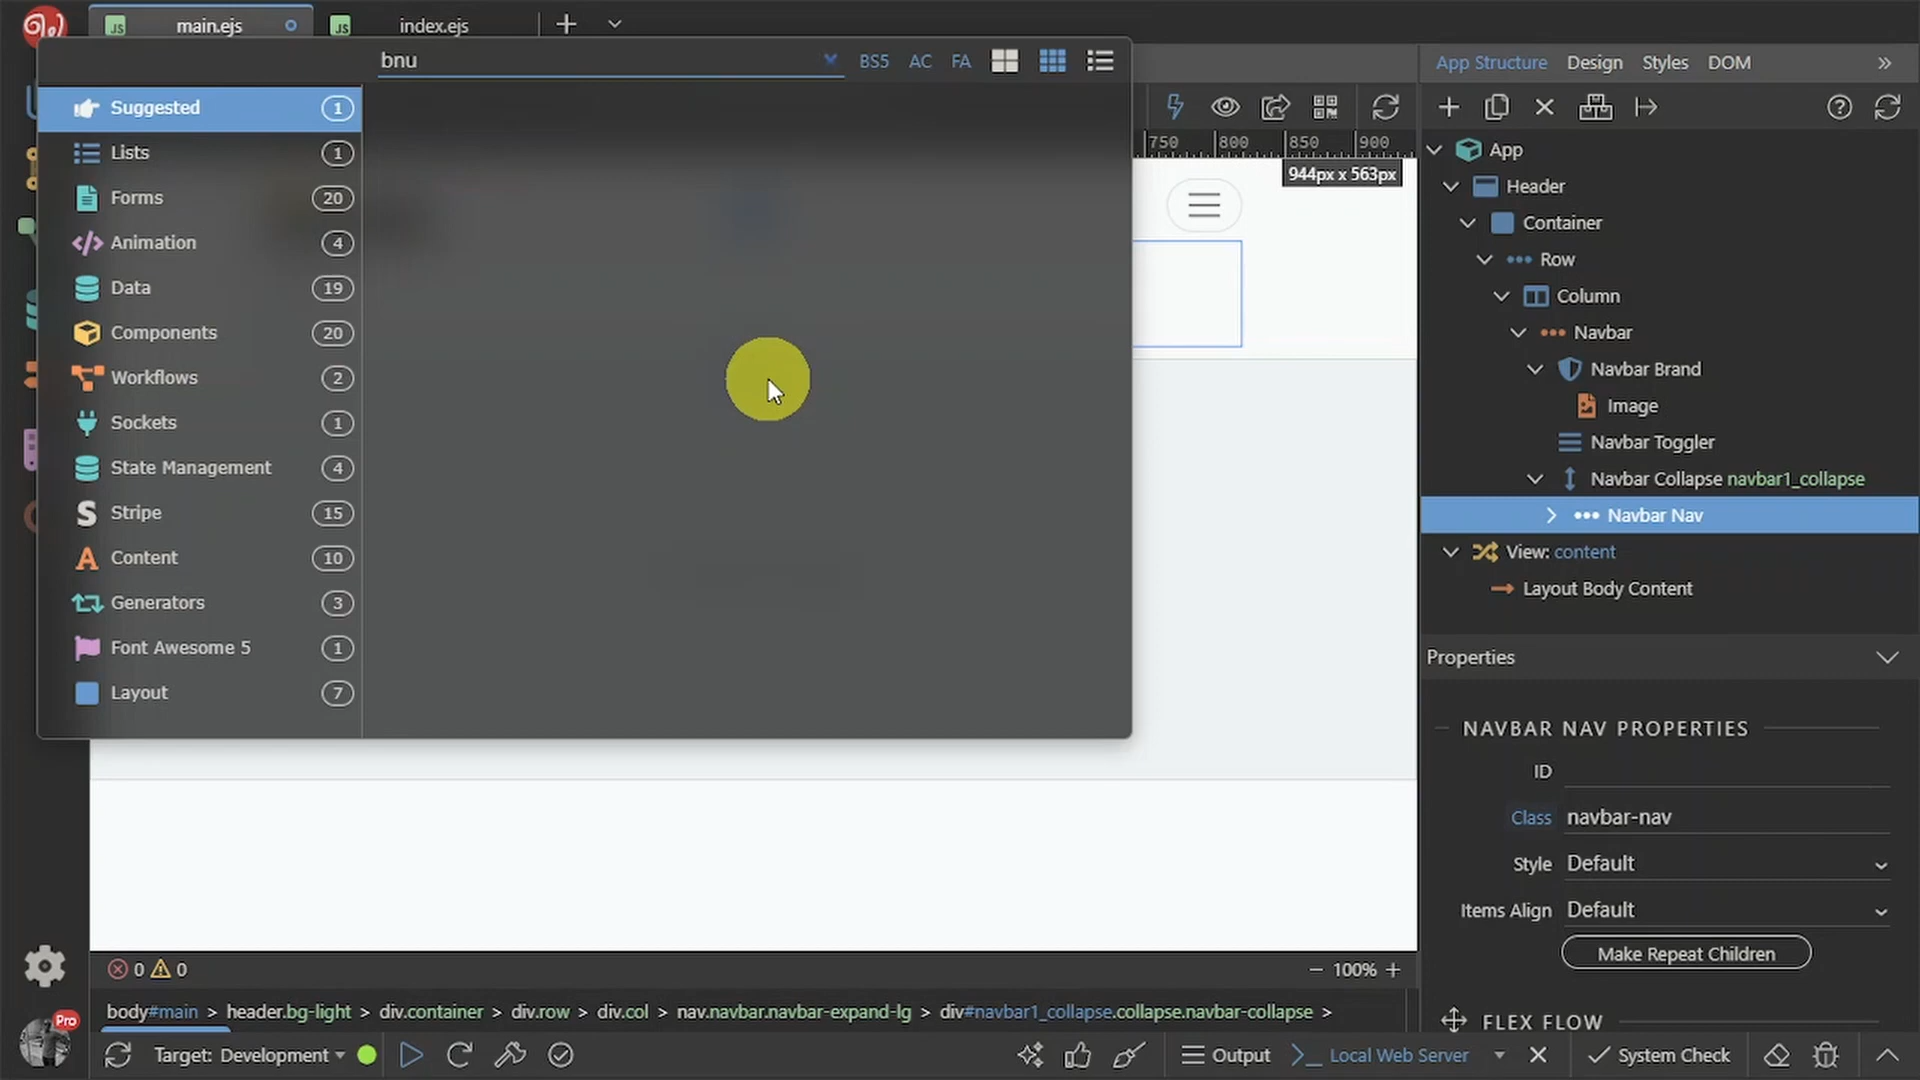 main.ejs
index.ejs
bnu
BS5 AC FA
Suggested 1
Lists 1
Forms 20
Animation 4
Data 19
Components 20
Workflows 2
Sockets 1
State Management 4
Stripe 15
Content 10
Generators 3
Font Awesome 5 1
Layout 7
750 800 850 900
944px x 563px
App Structure Design Styles DOM
App
Header
Container
Row
Column
Navbar
Navbar Brand
Image
Navbar Toggler
Navbar Collapse navbar1_collapse
Navbar Nav
View: content
Layout Body Content
Properties
NAVBAR NAV PROPERTIES
ID
Class navbar-nav
Style Default
Items Align Default
Make Repeat Children
FLEX FLOW
0 0
100%
body#main > header.bg-light > div.container > div.row > div.col > nav.navbar.navbar-expand-lg > div#navbar1_collapse.collapse.navbar-collapse >
Pro
Target: Development
Output
Local Web Server
System Check